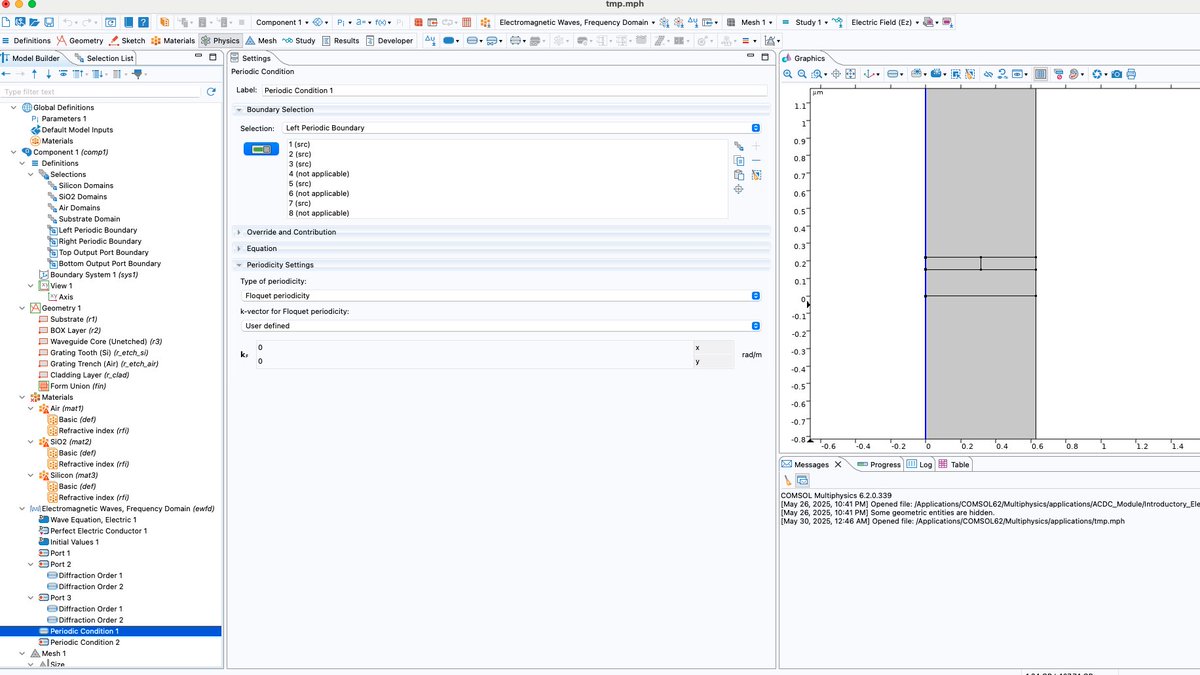 tmp.mph
Component 1
Pi
a=
f(x)
Pi
Electromagnetic Waves, Frequency Domain
Mesh 1
Study 1
Electric Field (Ez)
Definitions
Geometry
Sketch
Materials
Physics
Mesh
Study
Results
Developer
Model Builder
Selection List
Type filter text
Global Definitions
Pi Parameters 1
Default Model Inputs
Materials
Component 1 (comp1)
Definitions
Selections
Silicon Domains
SiO2 Domains
Air Domains
Substrate Domain
Left Periodic Boundary
Right Periodic Boundary
Top Output Port Boundary
Bottom Output Port Boundary
Boundary System 1 (sys1)
View 1
Axis
Geometry 1
Substrate (r1)
BOX Layer (r2)
Waveguide Core (Unetched) (r3)
Grating Tooth (Si) (r_etch_si)
Grating Trench (Air) (r_etch_air)
Cladding Layer (r_clad)
Form Union (fin)
Materials
Air (mat1)
Basic (def)
Refractive index (rfi)
SiO2 (mat2)
Basic (def)
Refractive index (rfi)
Silicon (mat3)
Basic (def)
Refractive index (rfi)
Electromagnetic Waves, Frequency Domain (ewfd)
Wave Equation, Electric 1
Perfect Electric Conductor 1
Initial Values 1
Port 1
Port 2
Diffraction Order 1
Diffraction Order 2
Port 3
Diffraction Order 1
Diffraction Order 2
Periodic Condition 1
Periodic Condition 2
Mesh 1
Size
Settings
Periodic Condition
Label: Periodic Condition 1
Boundary Selection
Selection: Left Periodic Boundary
1 (src)
2 (src)
3 (src)
4 (not applicable)
5 (src)
6 (not applicable)
7 (src)
8 (not applicable)
Override and Contribution
Equation
Periodicity Settings
Type of periodicity:
Floquet periodicity
k-vector for Floquet periodicity:
User defined
kF
0 x
0 y
rad/m
Graphics
µm
1.1
1
0.9
0.8
0.7
0.6
0.5
0.4
0.3
0.2
0.1
0
-0.1
-0.2
-0.3
-0.4
-0.5
-0.6
-0.7
-0.8
-0.6 -0.4 -0.2 0 0.2 0.4 0.6 0.8 1 1.2 1.4
Messages
Progress
Log
Table
COMSOL Multiphysics 6.2.0.339
[May 26, 2025, 10:41 PM] Opened file: /Applications/COMSOL62/Multiphysics/applications/ACDC_Module/Introductory_Ele
[May 26, 2025, 10:41 PM] Some geometric entities are hidden.
[May 30, 2025, 12:46 AM] Opened file: /Applications/COMSOL62/Multiphysics/applications/tmp.mph